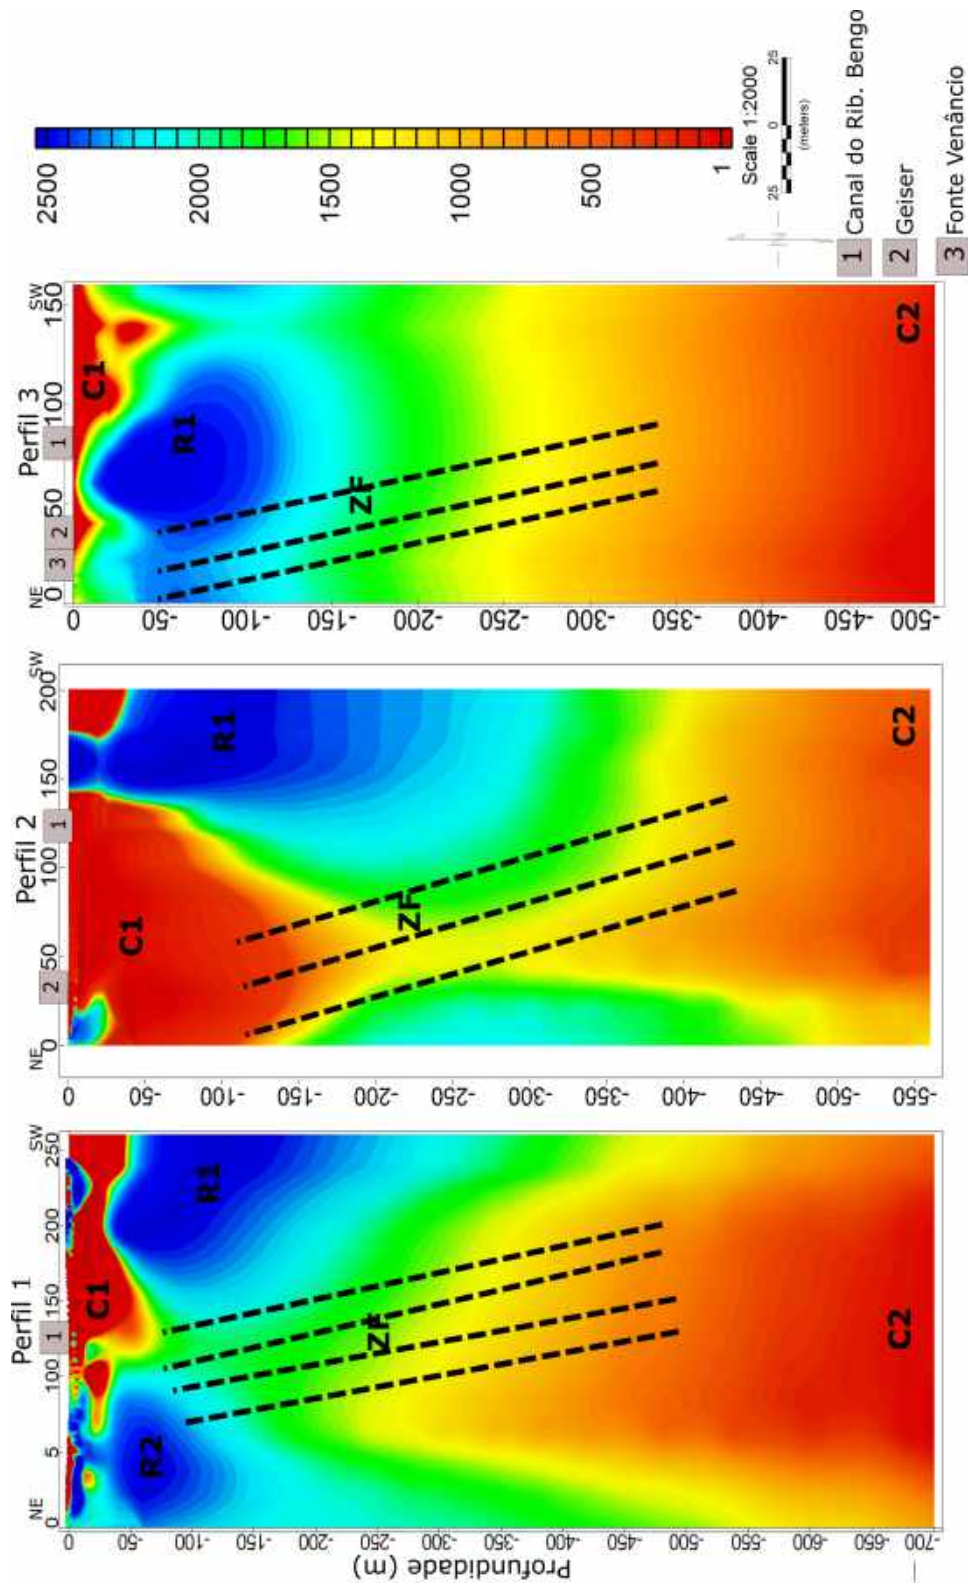 Perfil 1
NE
SW
0 5 100 1 150 200 250
Profundidade (m)
0
-50
-100
-150
-200
-250
-300
-350
-400
-450
-500
-550
-600
-650
-700
C1
R2
R1
ZF
C2
Perfil 2
NE
SW
0 2 50 100 1 150 200
0
-50
-100
-150
-200
-250
-300
-350
-400
-450
-500
-550
C1
R1
ZF
C2
Perfil 3
NE
SW
0 3 2 50 1 100 150
0
-50
-100
-150
-200
-250
-300
-350
-400
-450
-500
C1
R1
ZF
C2
2500
2000
1500
1000
500
1
Scale 1:2000
25 0 25
(meters)
1 Canal do Rib. Bengo
2 Geiser
3 Fonte Venâncio